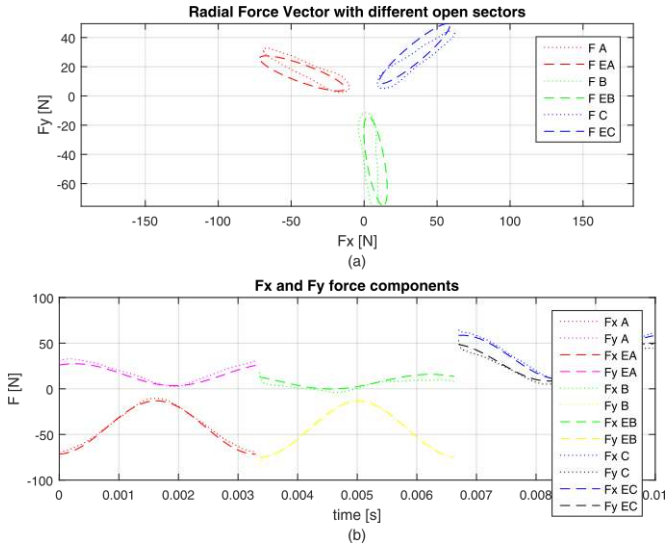 Radial Force Vector with different open sectors
40
20
0
-20
-40
-60
Fy [N]
-150
-100
-50
0
50
100
150
Fx [N]
F A
F EA
F B
F EB
F C
F EC
(a)
Fx and Fy force components
100
50
0
-50
-100
F [N]
0
0.001
0.002
0.003
0.004
0.005
0.006
0.007
0.008
0.01
time [s]
Fx A
Fy A
Fx EA
Fy EA
Fx B
Fy B
Fx EB
Fy EB
Fx C
Fy C
Fx EC
Fy EC
(b)